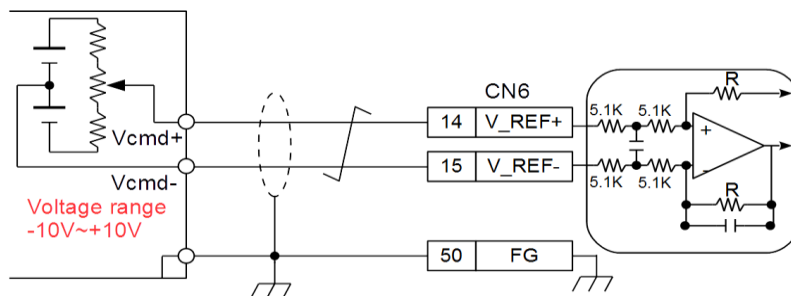 CN6
R
5.1K 5.1K
14 V_REF+
+
Vcmd+
15 V_REF-
-
Vcmd-
5.1K 5.1K
R
Voltage range
-10V~+10V
50 FG